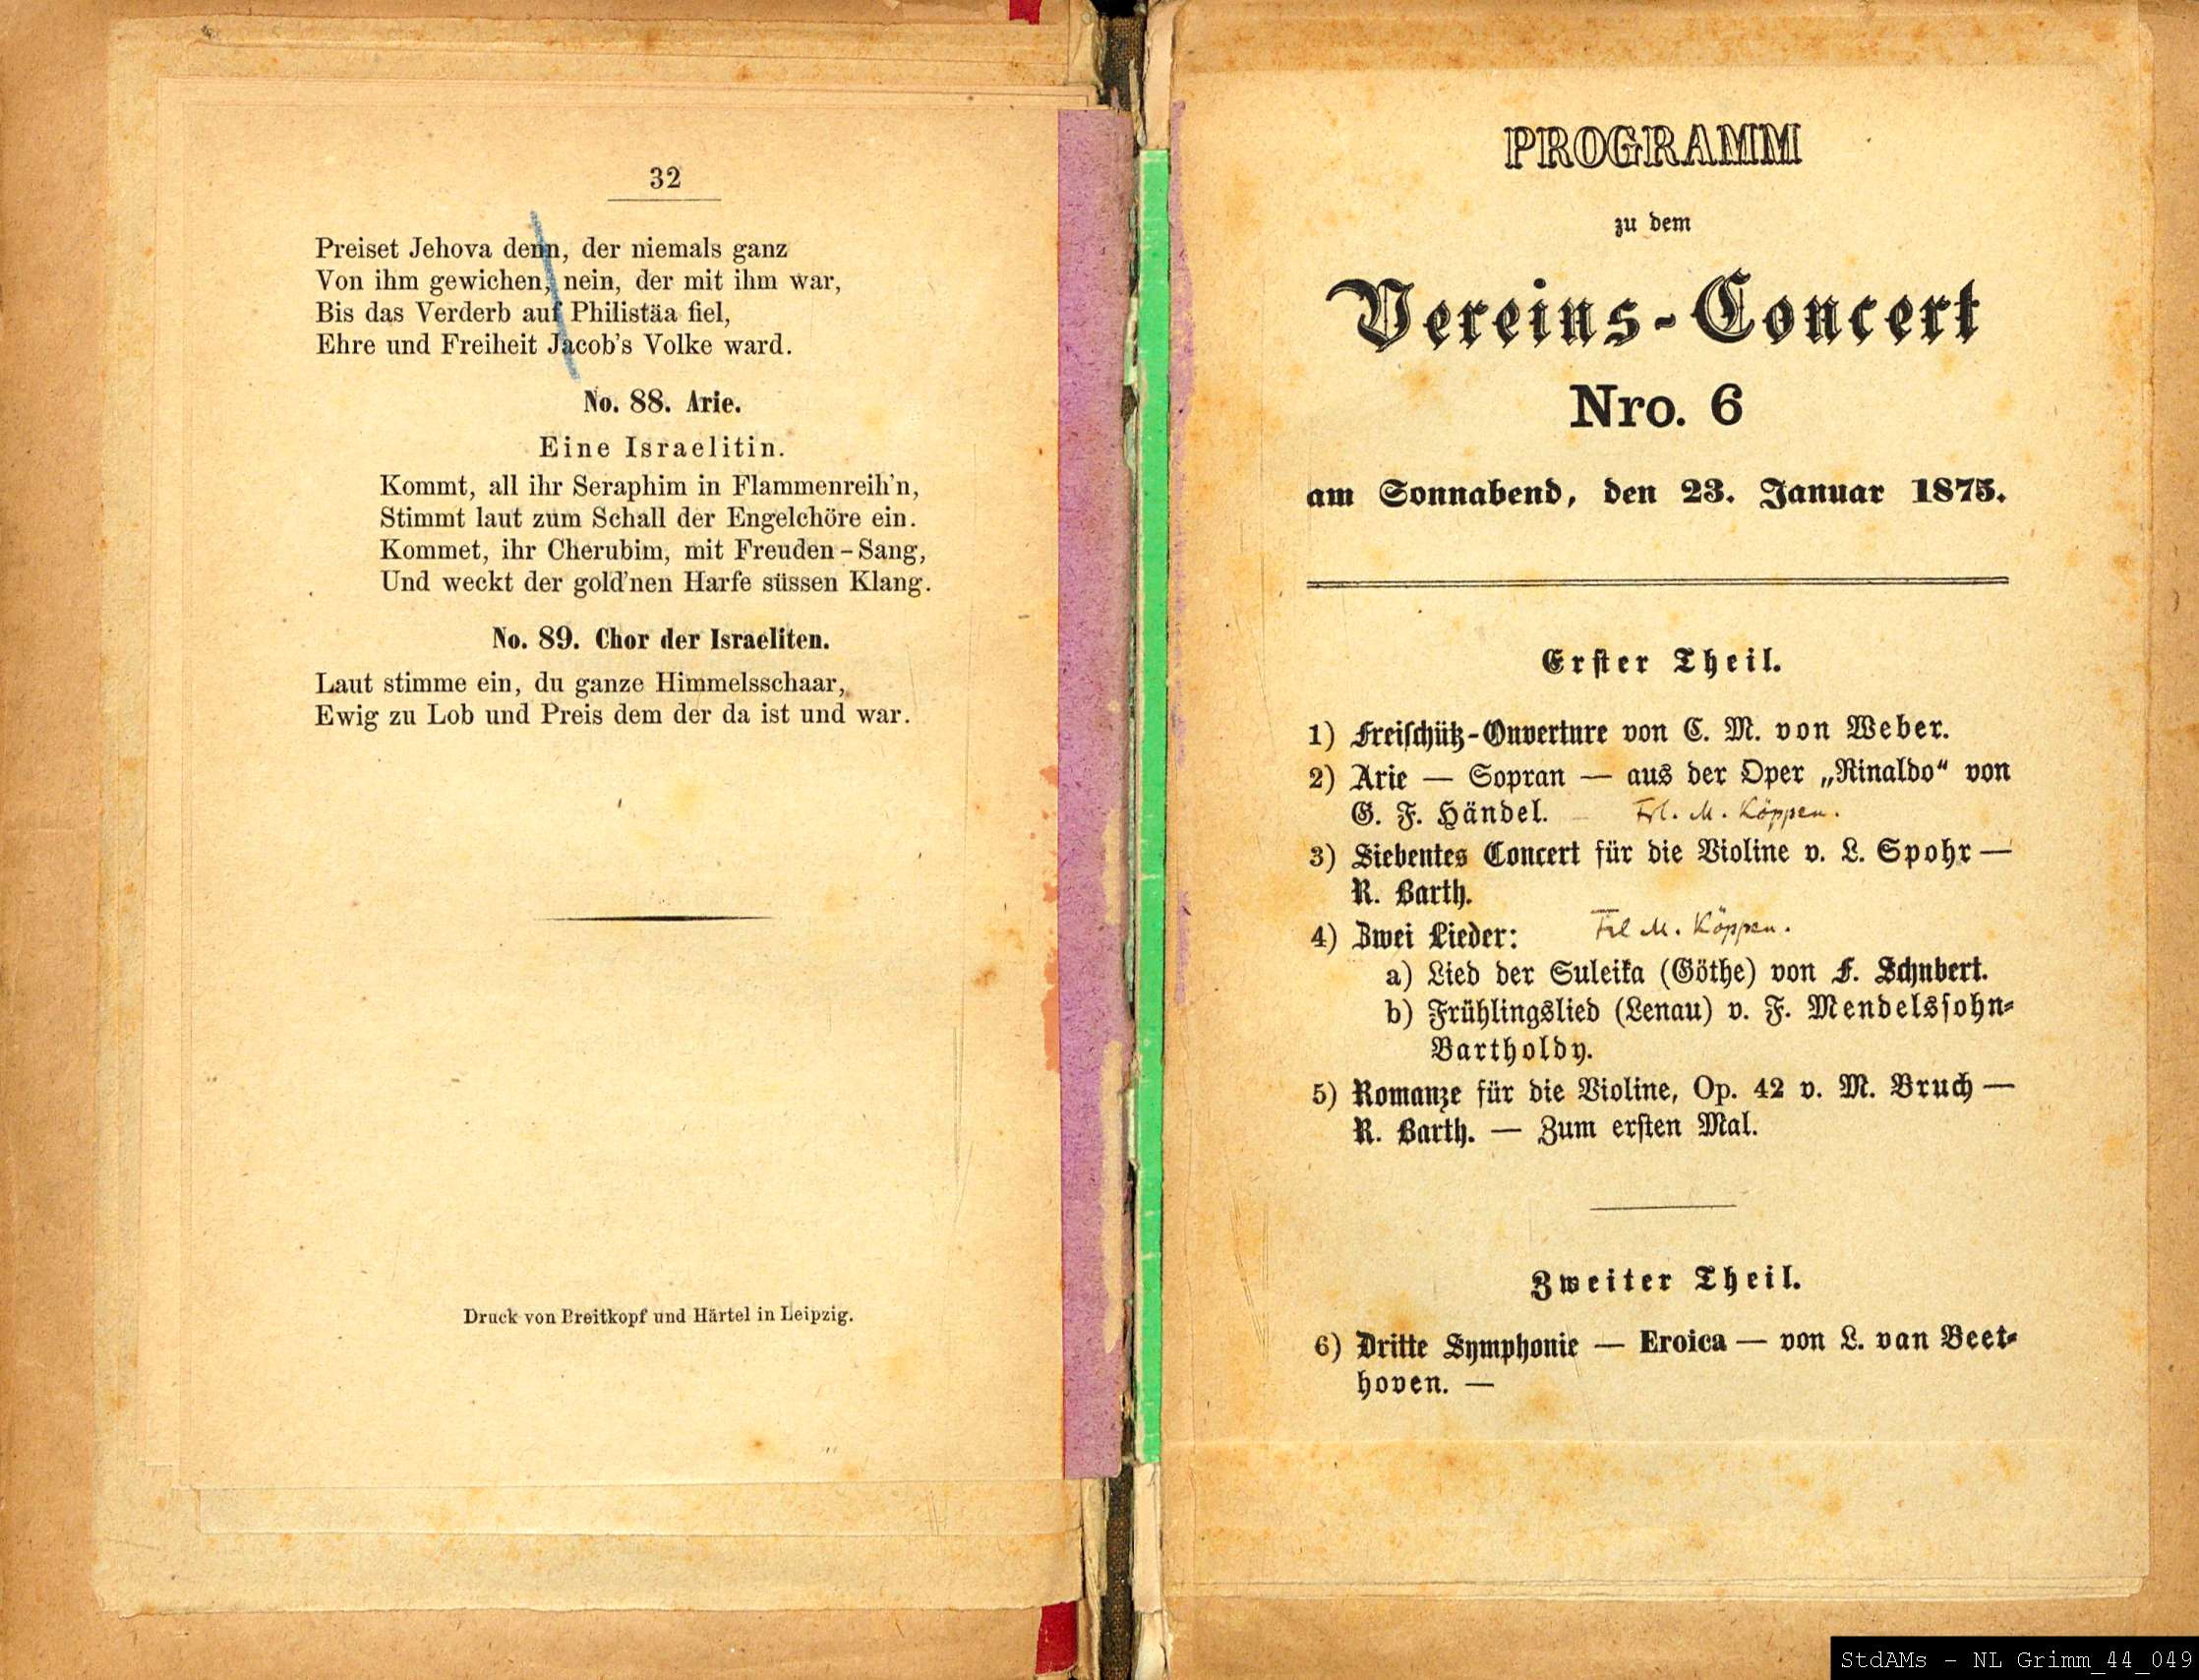 32
Preiset Jehova denn, der niemals ganz
Von ihm gewichen, nein, der mit ihm war,
Bis das Verderb auf Philistäa fiel,
Ehre und Freiheit Jacob's Volke ward.
No. 88. Arie.
Eine Israelitin.
Kommt, all ihr Seraphim in Flammenreih'n,
Stimmt laut zum Schall der Engelchöre ein.
Kommet, ihr Cherubim, mit Freuden-Sang,
Und weckt der gold'nen Harfe süssen Klang.
No. 89. Chor der Israeliten.
Laut stimme ein, du ganze Himmelsschaar,
Ewig zu Lob und Preis dem der da ist und war.
Druck von Breitkopf und Härtel in Leipzig.
PROGRAMM
zu dem
Vereins-Concert
Nro. 6
am Sonnabend, den 23. Januar 1875.
Erster Theil.
1) Freischütz-Ouverture von C. M. von Weber.
2) Arie — Sopran — aus der Oper „Rinaldo“ von
G. F. Händel. Frl. M. Köppen.
3) Siebentes Concert für die Violine v. L. Spohr —
R. Barth.
4) Zwei Lieder: Frl M. Köppen.
a) Lied der Suleika (Göthe) von F. Schubert.
b) Frühlingslied (Lenau) v. F. Mendelssohn-
Bartholdy.
5) Romanze für die Violine, Op. 42 v. M. Bruch —
R. Barth. — Zum ersten Mal.
Zweiter Theil.
6) Dritte Symphonie — Eroica — von L. van Beet-
hoven. —
StdAMs - NL Grimm_44_049